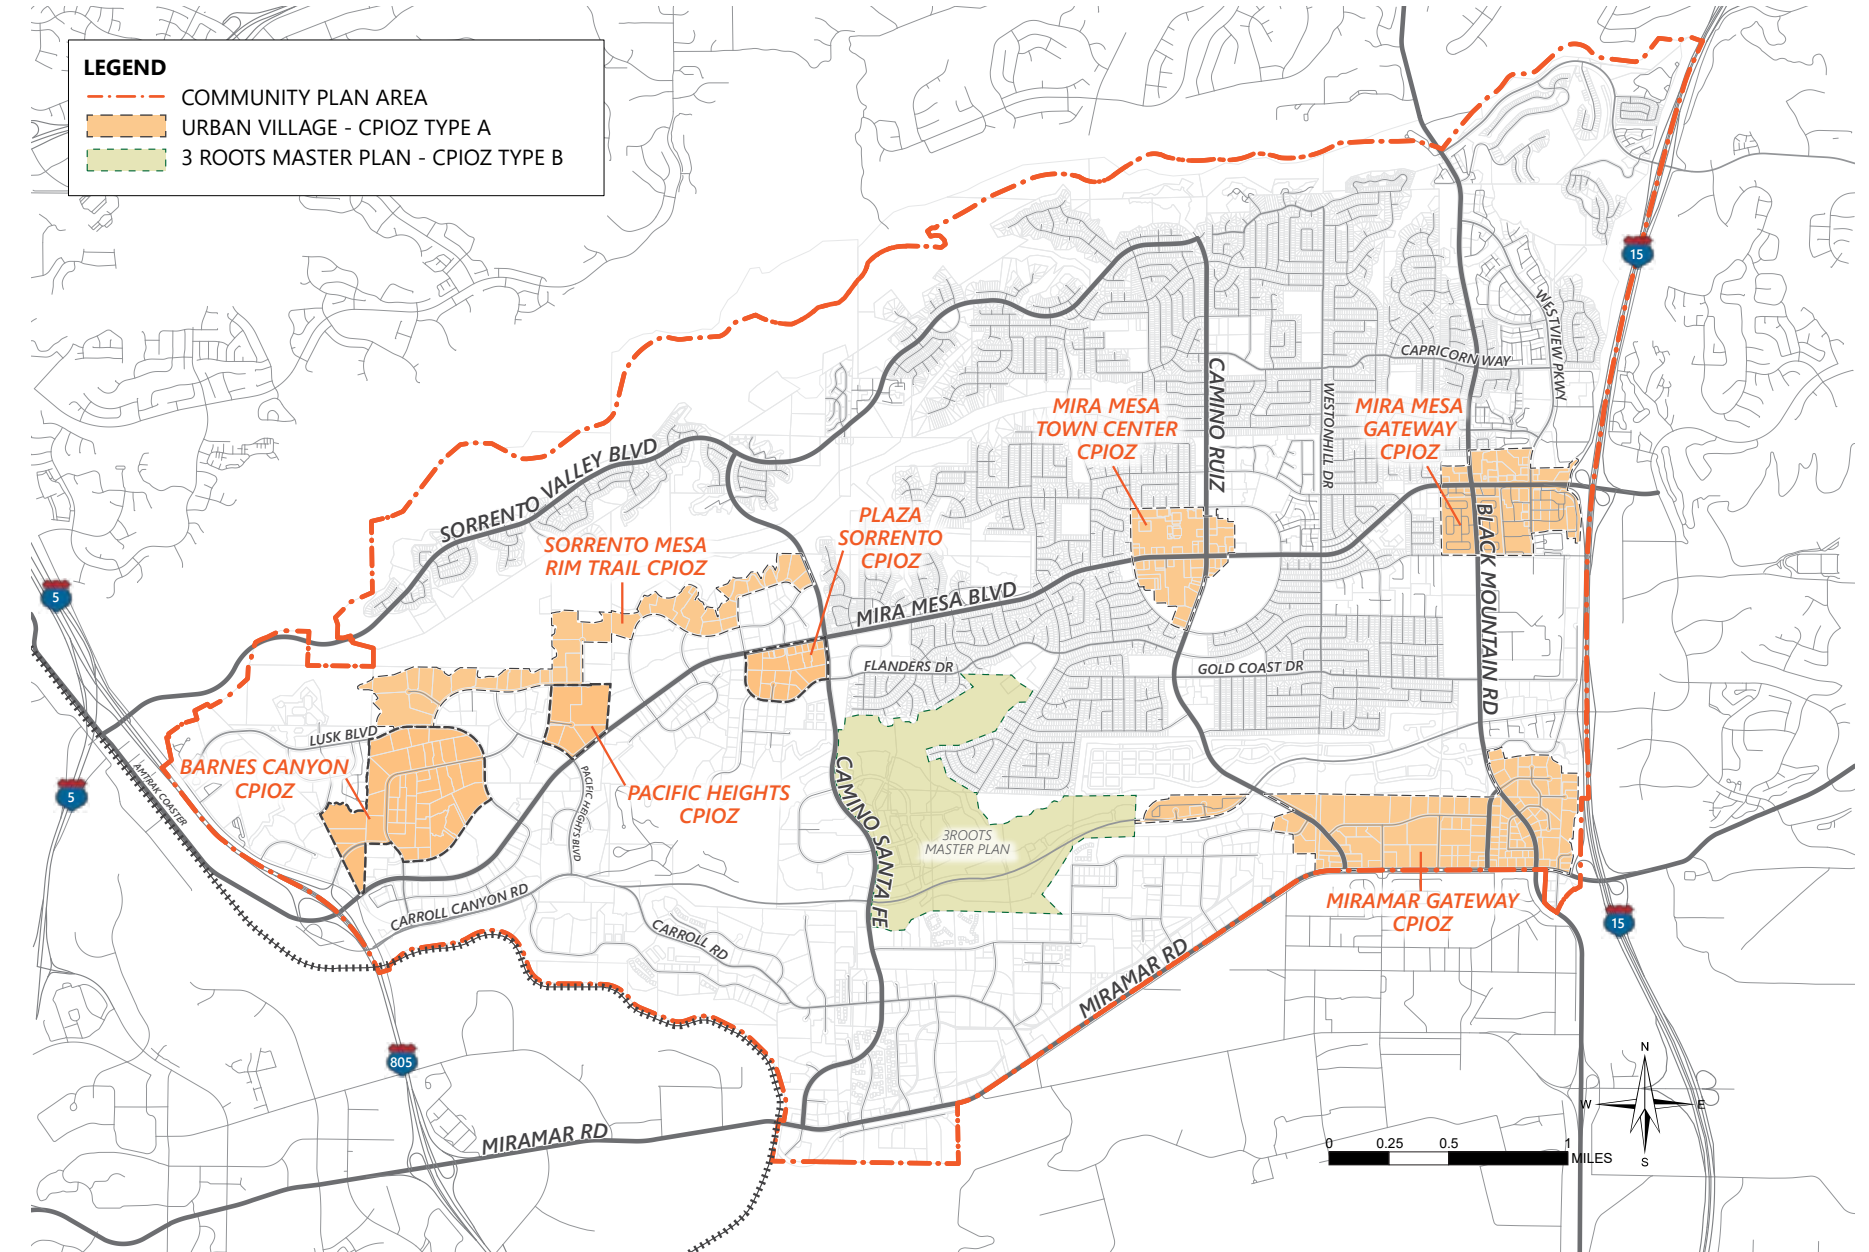 LEGEND
COMMUNITY PLAN AREA
URBAN VILLAGE - CPIOZ TYPE A
3 ROOTS MASTER PLAN - CPIOZ TYPE B
15
WESTVIEW PKWY
CAPRICORN WAY
CAMINO RUIZ
WESTONHILL DR
MIRA MESA
TOWN CENTER
CPIOZ
MIRA MESA
GATEWAY
CPIOZ
SORRENTO VALLEY BLVD
PLAZA
SORRENTO
CPIOZ
SORRENTO MESA
RIM TRAIL CPIOZ
BLACK MOUNTAIN RD
5
MIRA MESA BLVD
FLANDERS DR
GOLD COAST DR
LUSK BLVD
BARNES CANYON
CPIOZ
5
AMTRAK COASTER
PACIFIC HEIGHTS BLVD
PACIFIC HEIGHTS
CPIOZ
CAMINO SANTA FE
3ROOTS
MASTER PLAN
CARROLL CANYON RD
CARROLL RD
MIRAMAR GATEWAY
CPIOZ
15
MIRAMAR RD
805
MIRAMAR RD
N
W
E
S
0 0.25 0.5 1
MILES